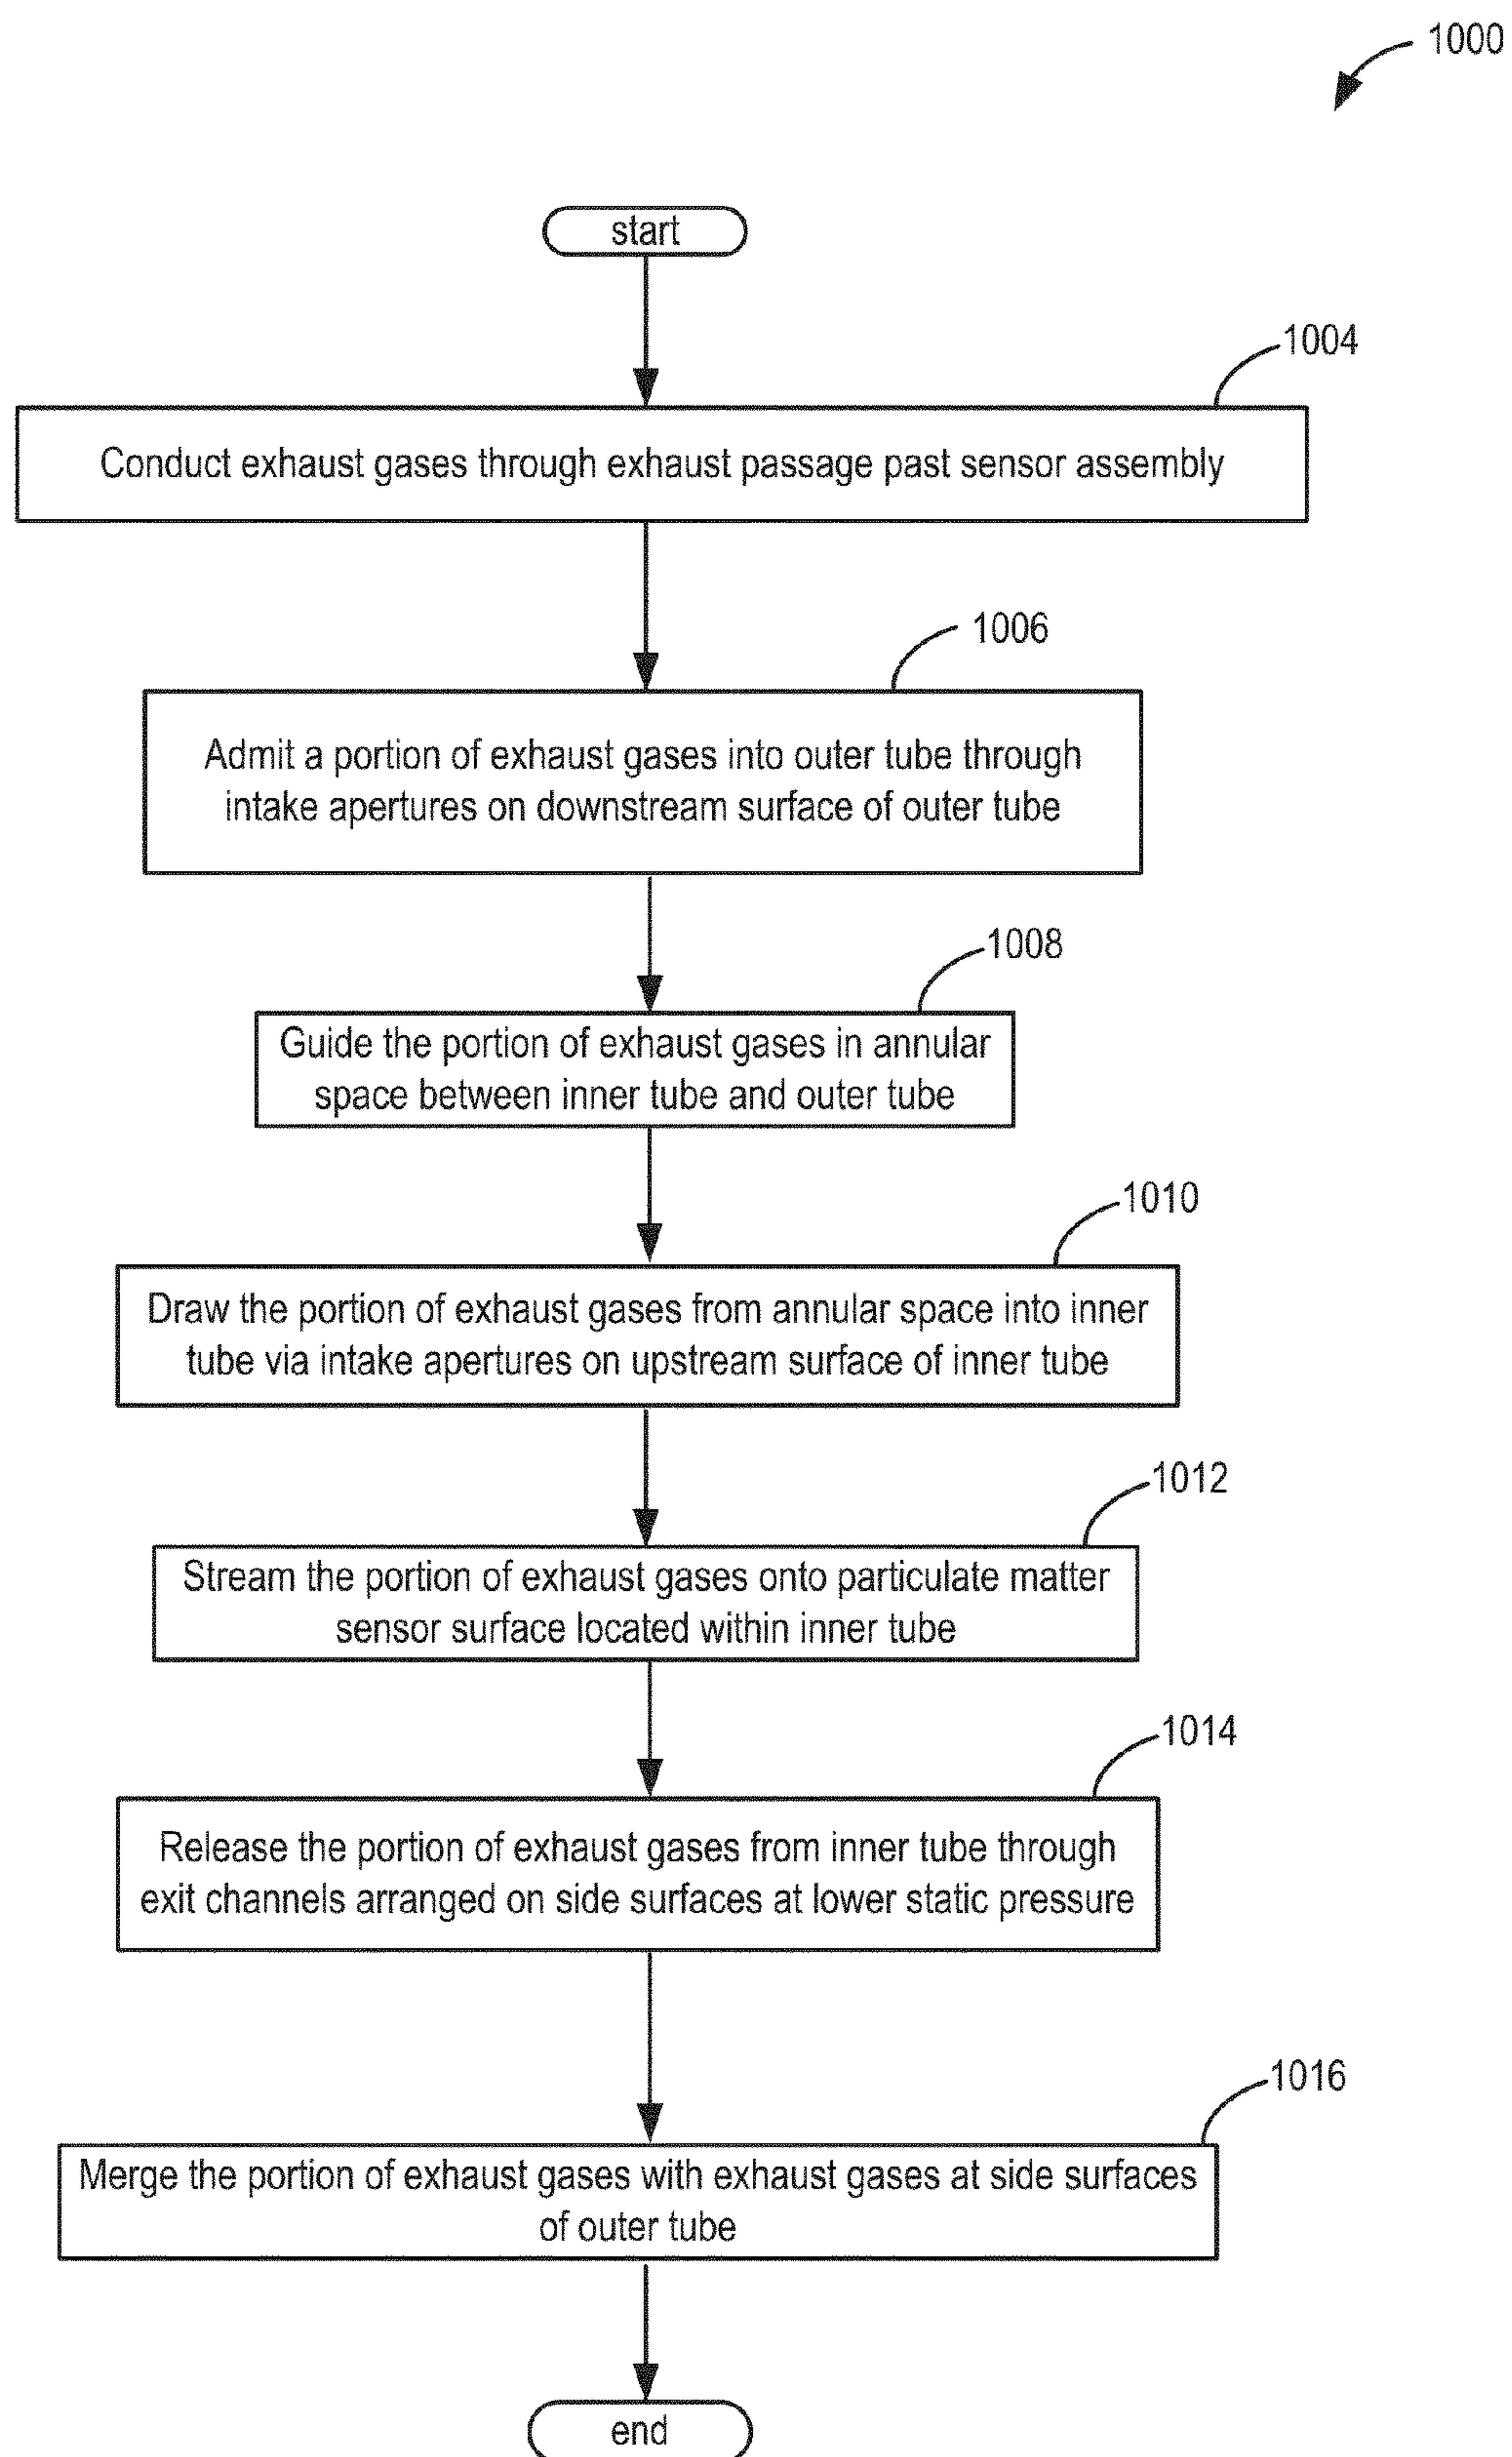 1000
start
1004
Conduct exhaust gases through exhaust passage past sensor assembly
1006
Admit a portion of exhaust gases into outer tube through
intake apertures on downstream surface of outer tube
1008
Guide the portion of exhaust gases in annular
space between inner tube and outer tube
1010
Draw the portion of exhaust gases from annular space into inner
tube via intake apertures on upstream surface of inner tube
1012
Stream the portion of exhaust gases onto particulate matter
sensor surface located within inner tube
1014
Release the portion of exhaust gases from inner tube through
exit channels arranged on side surfaces at lower static pressure
1016
Merge the portion of exhaust gases with exhaust gases at side surfaces
of outer tube
end